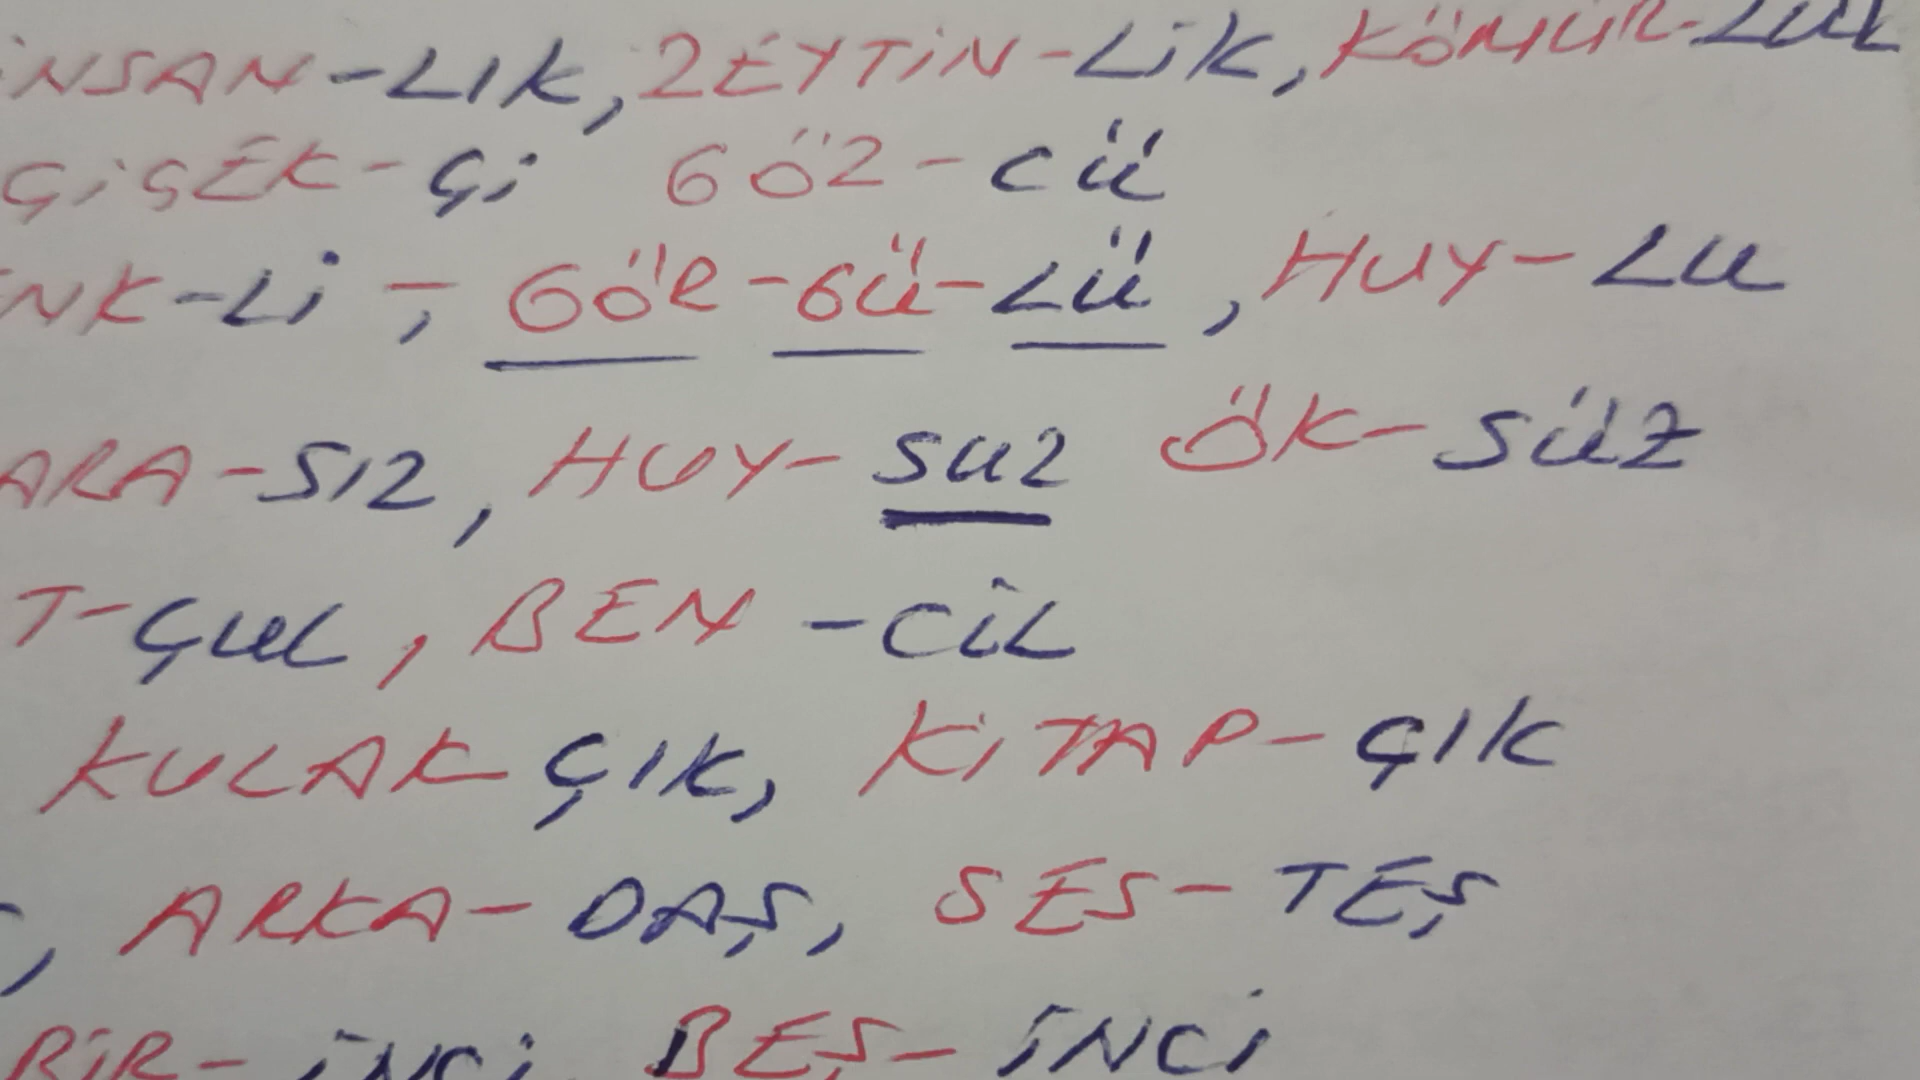 İNSAN-LIK, ZEYTİN-LİK, KÖMÜR-LÜK
ÇİÇEK-Çİ GÖZ-CÜ
NK-Lİ, GÖR-GÜ-LÜ, HUY-LU
ARA-SIZ, HUY-SUZ ÖK-SÜZ
T-ÇUL, BEN-CİL
KULAK ÇIK, KİTAP-ÇIK
, ARKA-DAŞ, SES-TEŞ
BİR-İNCİ, BEŞ-İNCİ